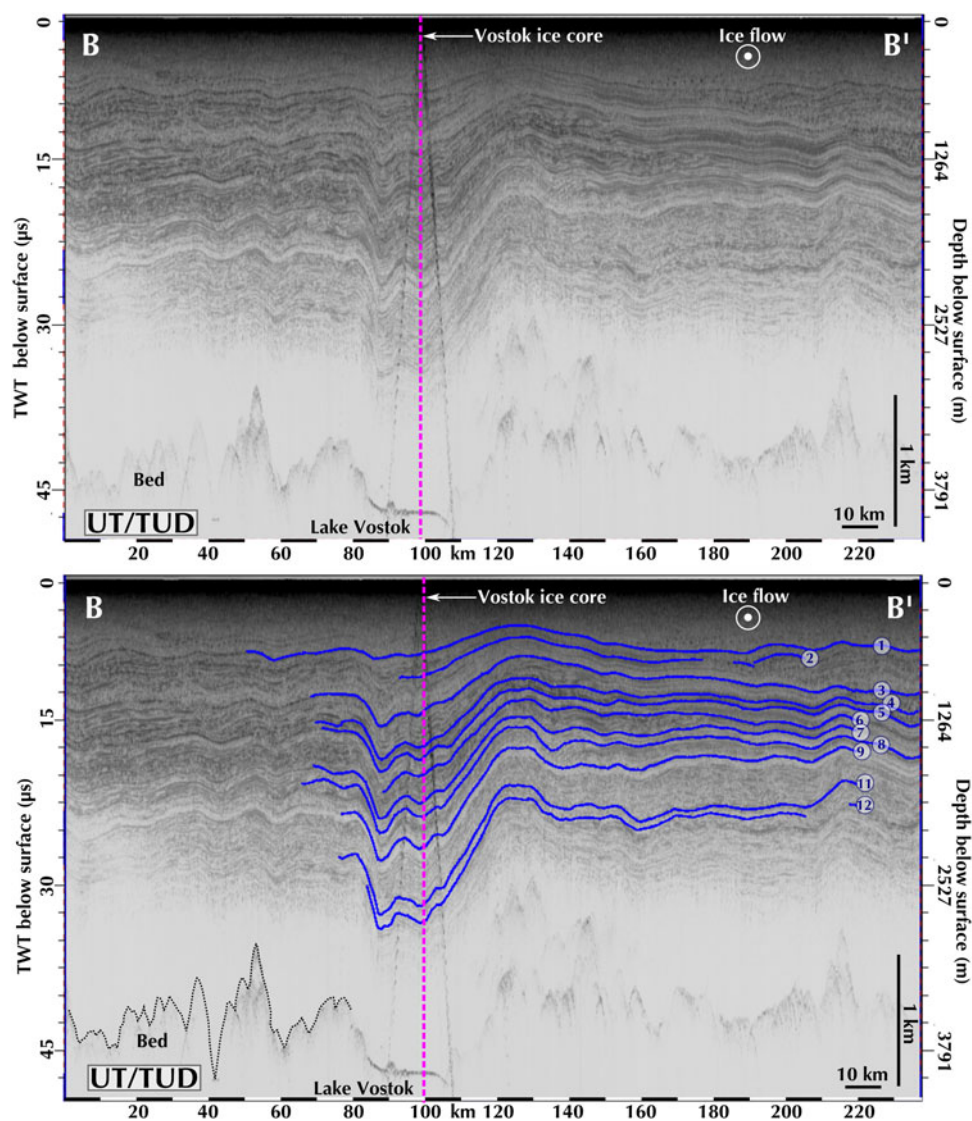 0
B
Vostok ice core
Ice flow
B'
0
15
1264
TWT below surface (µs)
Depth below surface (m)
30
2527
1 km
Bed
45
3791
UT/TUD
Lake Vostok
10 km
20 40 60 80 100 km 120 140 160 180 200 220
0
B
Vostok ice core
Ice flow
B'
0
1
2
3
4
5
15
1264
6
7
8
9
11
12
TWT below surface (µs)
Depth below surface (m)
30
2527
1 km
Bed
45
3791
UT/TUD
Lake Vostok
10 km
20 40 60 80 100 km 120 140 160 180 200 220